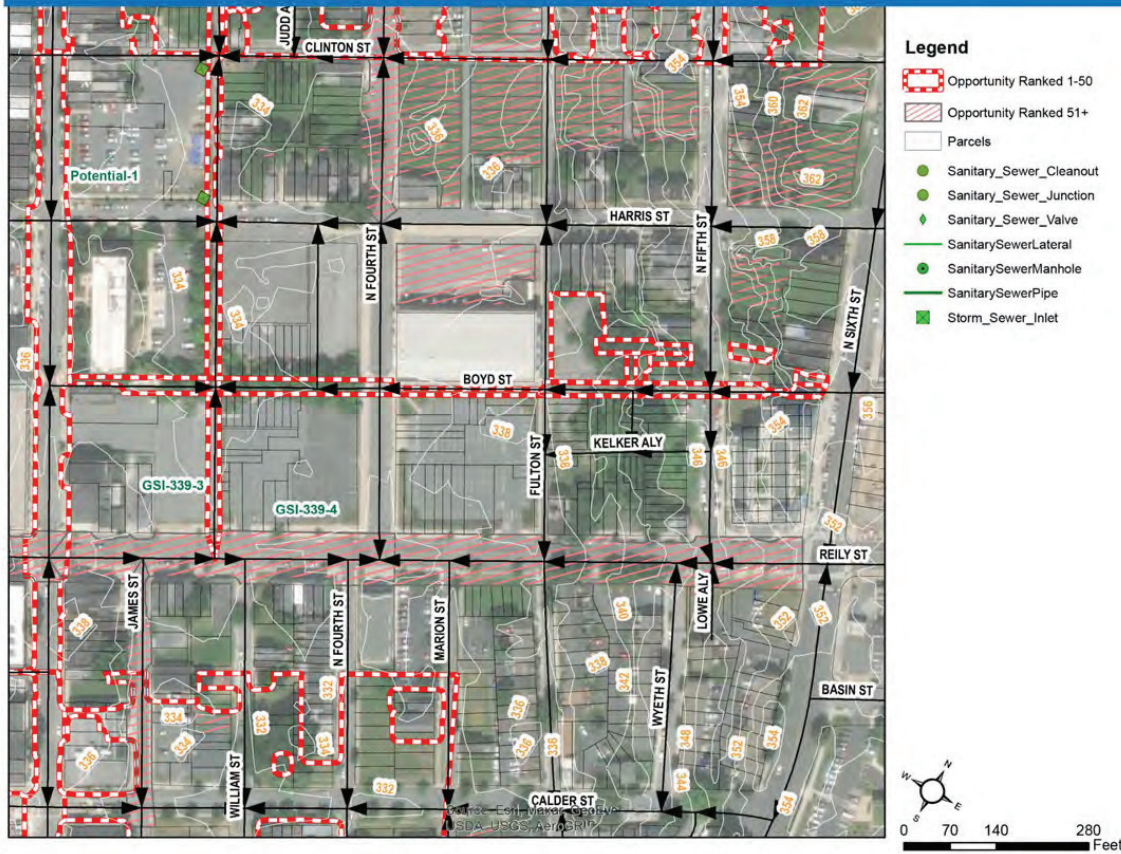 CLINTON ST
JUDD A
354
334
336
354
360
362
Potential-1
336
362
HARRIS ST
N FOURTH ST
N FIFTH ST
358
358
334
334
336
N SIXTH ST
BOYD ST
338
354
356
KELKER ALY
338
346
346
FULTON ST
GSI-339-3
GSI-339-4
352
REILY ST
JAMES ST
N FOURTH ST
MARION ST
LOWE ALY
338
340
352
352
338
342
WYETH ST
BASIN ST
334
334
332
332
334
336
336
336
336
348
352
354
WILLIAM ST
332
344
CALDER ST
354
Source: Esri, Maxar, GeoEye
USDA, USGS, AeroGRID
Legend
Opportunity Ranked 1-50
Opportunity Ranked 51+
Parcels
Sanitary_Sewer_Cleanout
Sanitary_Sewer_Junction
Sanitary_Sewer_Valve
SanitarySewerLateral
SanitarySewerManhole
SanitarySewerPipe
Storm_Sewer_Inlet
N
W
E
S
0 70 140 280
Feet